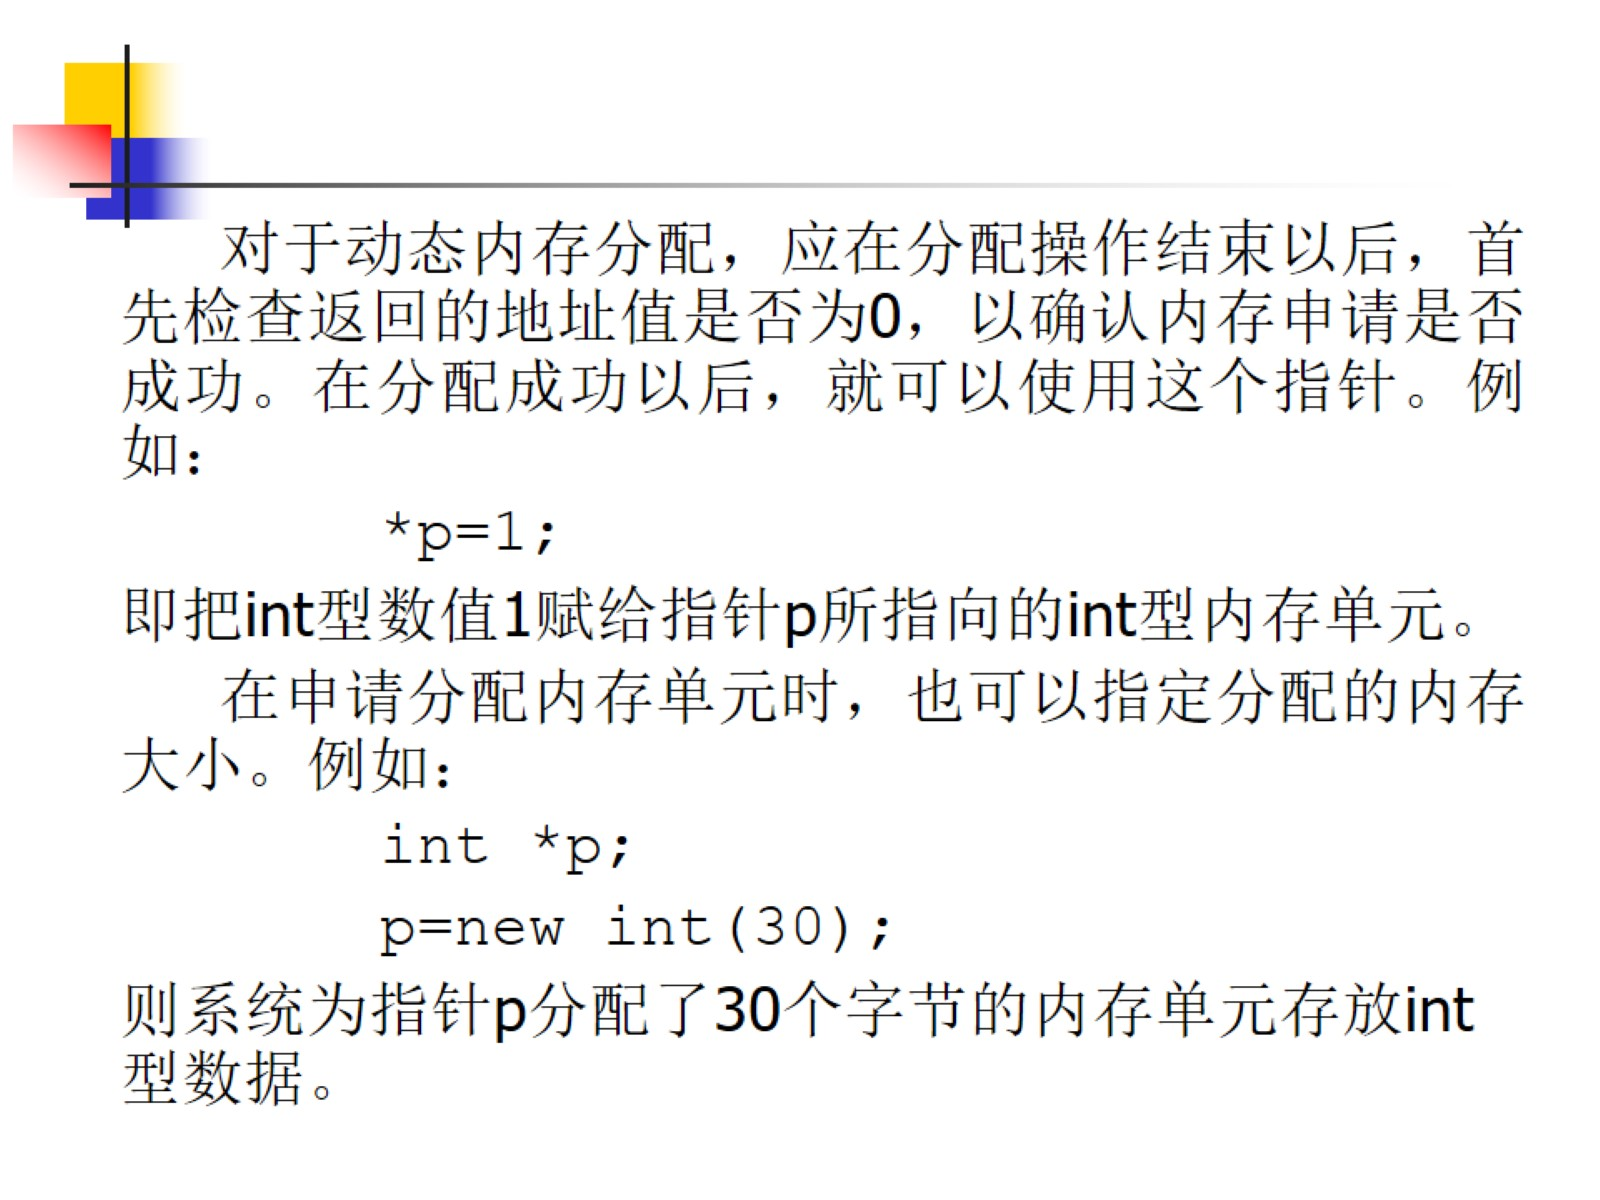 对于动态内存分配，应在分配操作结束以后，首
先检查返回的地址值是否为0，以确认内存申请是否
成功。在分配成功以后，就可以使用这个指针。例
如：
*p=1;
即把int型数值1赋给指针p所指向的int型内存单元。
在申请分配内存单元时，也可以指定分配的内存
大小。例如：
int *p;
p=new int(30);
则系统为指针p分配了30个字节的内存单元存放int
型数据。